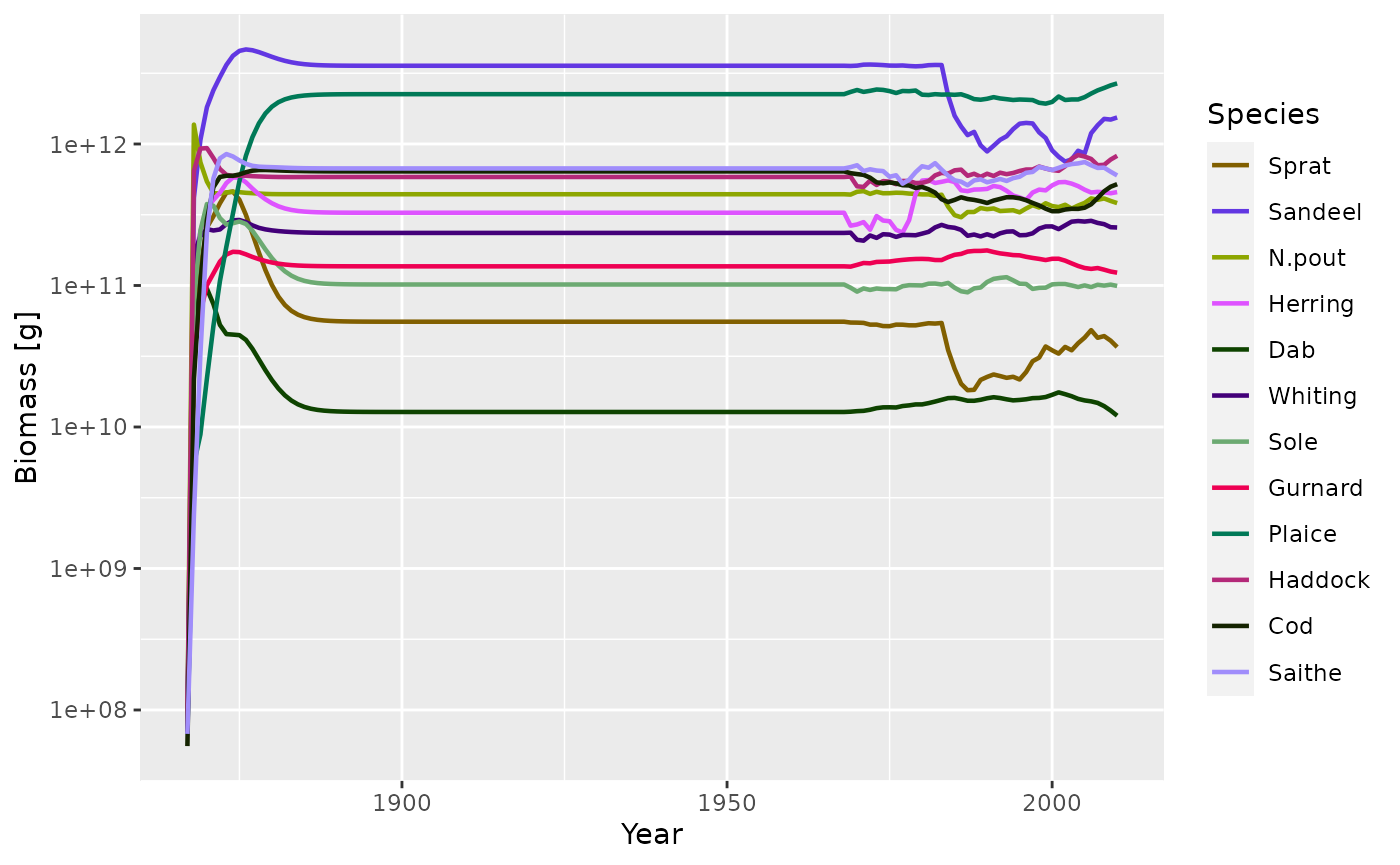 Biomass [g]
1e+12
1e+11
1e+10
1e+09
1e+08
1900 1950 2000
Year
Species
Sprat
Sandeel
N.pout
Herring
Dab
Whiting
Sole
Gurnard
Plaice
Haddock
Cod
Saithe